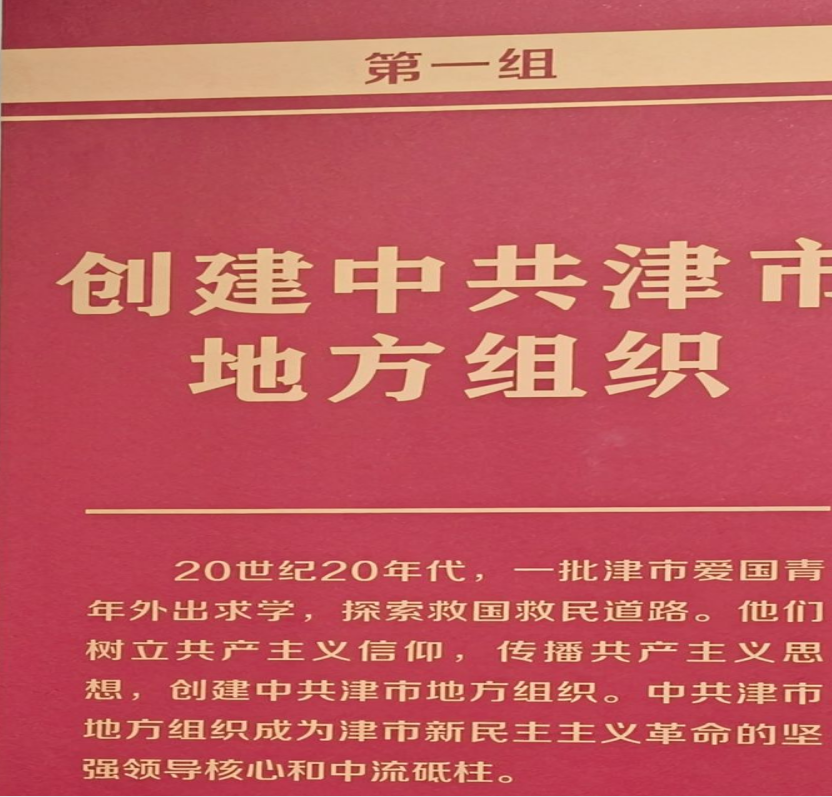 第一组
创建中共津市
地方组织
20世纪20年代，一批津市爱国青
年外出求学，探索救国救民道路。他们
树立共产主义信仰，传播共产主义思
想，创建中共津市地方组织。中共津市
地方组织成为津市新民主主义革命的坚
强领导核心和中流砥柱。